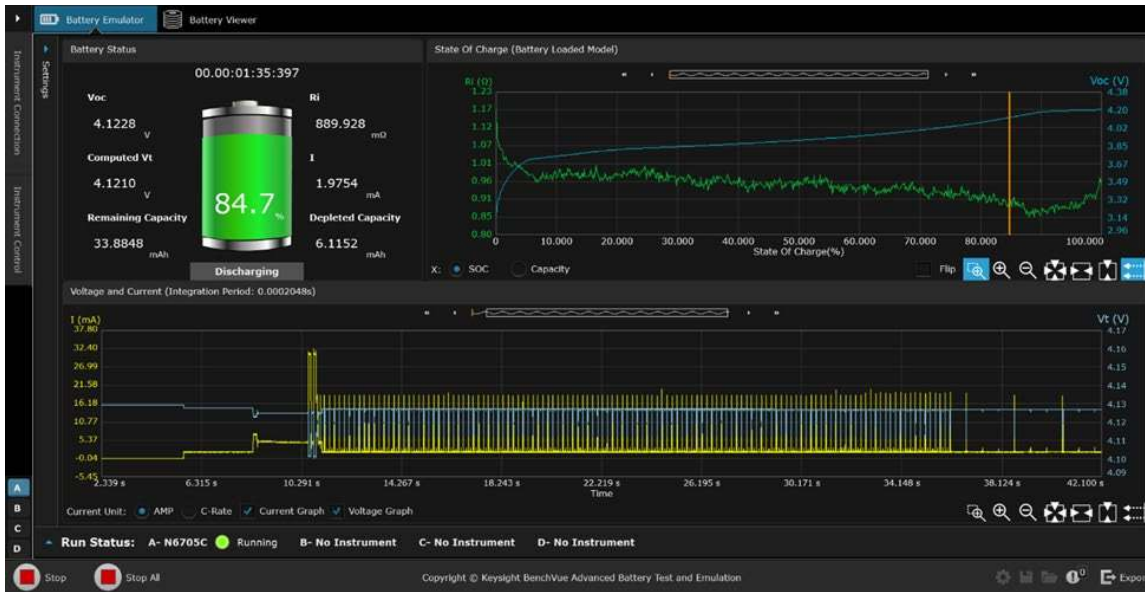 Battery Emulator
Battery Viewer
Instrument Connection
Instrument Control
Settings
Battery Status
00.00:01:35:397
Voc
4.1228 V
Ri
889.928 mΩ
Computed Vt
4.1210 V
I
1.9754 mA
Remaining Capacity
33.8848 mAh
Depleted Capacity
6.1152 mAh
84.7%
Discharging
State Of Charge (Battery Loaded Model)
Ri (Ω)
1.23
1.17
1.12
1.07
1.01
0.96
0.91
0.85
0.80
Voc (V)
4.38
4.20
4.02
3.85
3.67
3.49
3.32
3.14
2.96
0 10.000 20.000 30.000 40.000 50.000 60.000 70.000 80.000 100.000
State Of Charge(%)
X: SOC Capacity
Flip
Voltage and Current (Integration Period: 0.0002048s)
I (mA)
37.80
32.40
26.99
21.58
16.18
10.77
5.37
-0.04
-5.45
Vt (V)
4.17
4.16
4.15
4.14
4.13
4.12
4.11
4.10
4.09
2.339 s 6.315 s 10.291 s 14.267 s 18.243 s 22.219 s 26.195 s 30.171 s 34.148 s 38.124 s 42.100 s
Time
Current Unit: AMP C-Rate Current Graph Voltage Graph
A
B
C
D
Run Status: A- N6705C Running B- No Instrument C- No Instrument D- No Instrument
Stop
Stop All
Copyright © Keysight BenchVue Advanced Battery Test and Emulation
0
Expor